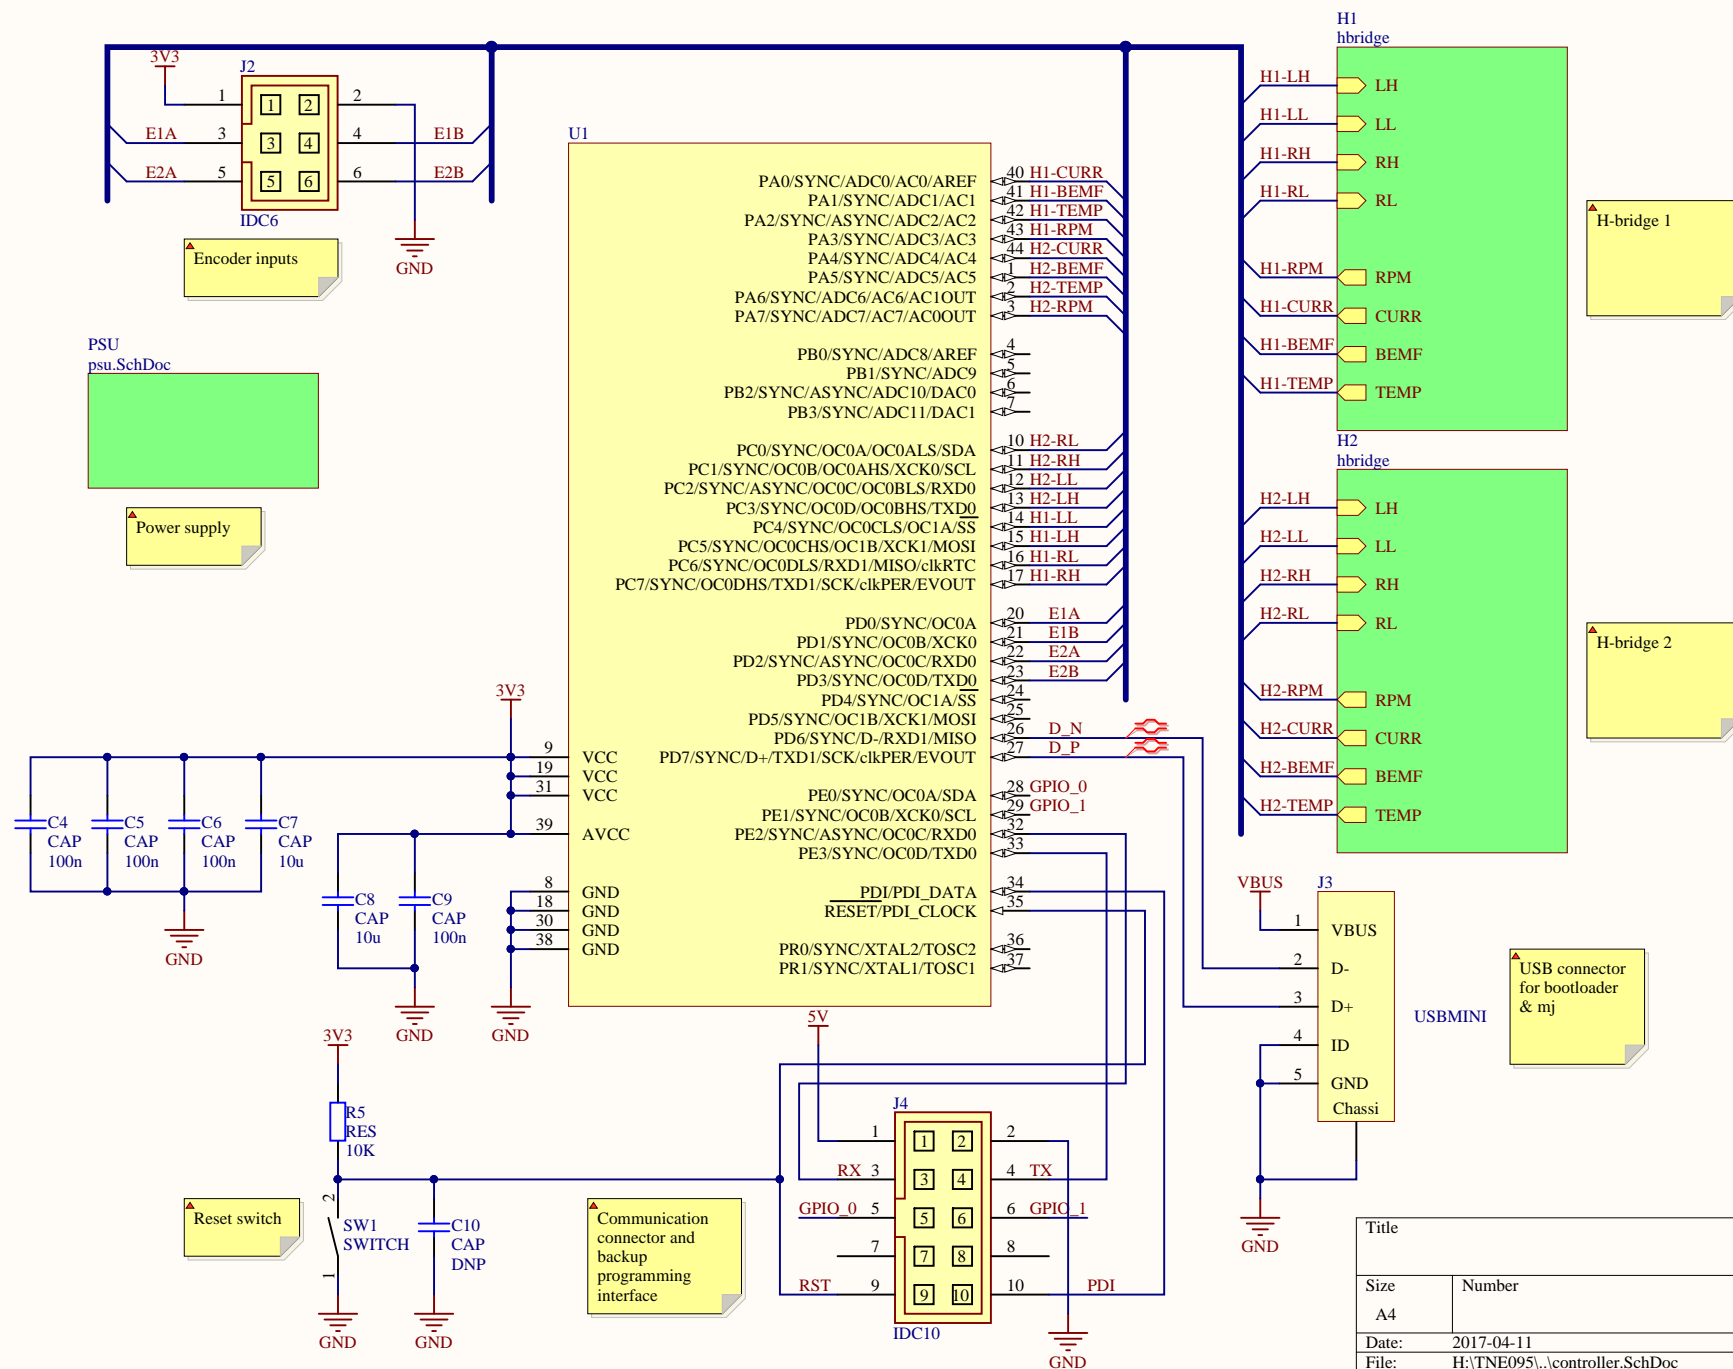 3V3
J2
1
2
3
4
5
6
1 2
3 4
5 6
E1A
E2A
E1B
E2B
IDC6
GND
Encoder inputs
PSU
psu.SchDoc
Power supply
U1
PA0/SYNC/ADC0/AC0/AREF 40 H1-CURR
PA1/SYNC/ADC1/AC1 41 H1-BEMF
PA2/SYNC/ASYNC/ADC2/AC2 42 H1-TEMP
PA3/SYNC/ADC3/AC3 43 H1-RPM
PA4/SYNC/ADC4/AC4 44 H2-CURR
PA5/SYNC/ADC5/AC5 1 H2-BEMF
PA6/SYNC/ADC6/AC6/AC1OUT 2 H2-TEMP
PA7/SYNC/ADC7/AC7/AC0OUT 3 H2-RPM
PB0/SYNC/ADC8/AREF 4
PB1/SYNC/ADC9 5
PB2/SYNC/ASYNC/ADC10/DAC0 6
PB3/SYNC/ADC11/DAC1 7
PC0/SYNC/OC0A/OC0ALS/SDA 10 H2-RL
PC1/SYNC/OC0B/OC0AHS/XCK0/SCL 11 H2-RH
PC2/SYNC/ASYNC/OC0C/OC0BLS/RXD0 12 H2-LL
PC3/SYNC/OC0D/OC0BHS/TXD0 13 H2-LH
PC4/SYNC/OC0CLS/OC1A/SS 14 H1-LL
PC5/SYNC/OC0CHS/OC1B/XCK1/MOSI 15 H1-LH
PC6/SYNC/OC0DLS/RXD1/MISO/clkRTC 16 H1-RL
PC7/SYNC/OC0DHS/TXD1/SCK/clkPER/EVOUT 17 H1-RH
PD0/SYNC/OC0A 20 E1A
PD1/SYNC/OC0B/XCK0 21 E1B
PD2/SYNC/ASYNC/OC0C/RXD0 22 E2A
PD3/SYNC/OC0D/TXD0 23 E2B
PD4/SYNC/OC1A/SS 24
PD5/SYNC/OC1B/XCK1/MOSI 25
PD6/SYNC/D-/RXD1/MISO 26 D_N
PD7/SYNC/D+/TXD1/SCK/clkPER/EVOUT 27 D_P
PE0/SYNC/OC0A/SDA 28 GPIO_0
PE1/SYNC/OC0B/XCK0/SCL 29 GPIO_1
PE2/SYNC/ASYNC/OC0C/RXD0 32
PE3/SYNC/OC0D/TXD0 33
PDI/PDI_DATA 34
RESET/PDI_CLOCK 35
PR0/SYNC/XTAL2/TOSC2 36
PR1/SYNC/XTAL1/TOSC1 37
3V3
9 VCC
19 VCC
31 VCC
39 AVCC
8 GND
18 GND
30 GND
38 GND
C4
CAP
100n
C5
CAP
100n
C6
CAP
100n
C7
CAP
10u
GND
C8
CAP
10u
C9
CAP
100n
GND
GND
H1
hbridge
H1-LH LH
H1-LL LL
H1-RH RH
H1-RL RL
H1-RPM RPM
H1-CURR CURR
H1-BEMF BEMF
H1-TEMP TEMP
H-bridge 1
H2
hbridge
H2-LH LH
H2-LL LL
H2-RH RH
H2-RL RL
H2-RPM RPM
H2-CURR CURR
H2-BEMF BEMF
H2-TEMP TEMP
H-bridge 2
VBUS
J3
1 VBUS
2 D-
3 D+
4 ID
5 GND
Chassi
USBMINI
GND
USB connector
for bootloader
& mj
3V3
R5
RES
10K
2
SW1
SWITCH
1
GND
C10
CAP
DNP
GND
Reset switch
Communication
connector and
backup
programming
interface
5V
J4
1 1 2 2
RX 3 3 4 4 TX
GPIO_0 5 5 6 6 GPIO_1
7 7 8 8
RST 9 9 10 10 PDI
IDC10
GND
Title
Size
Number
A4
Date: 2017-04-11
File: H:\TNE095\..\controller.SchDoc